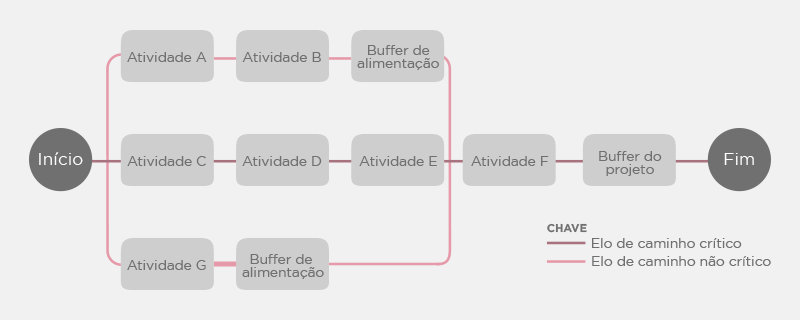 Atividade A
Atividade B
Buffer de
alimentação
Início
Atividade C
Atividade D
Atividade E
Atividade F
Buffer do
projeto
Fim
Atividade G
Buffer de
alimentação
CHAVE
Elo de caminho crítico
Elo de caminho não crítico